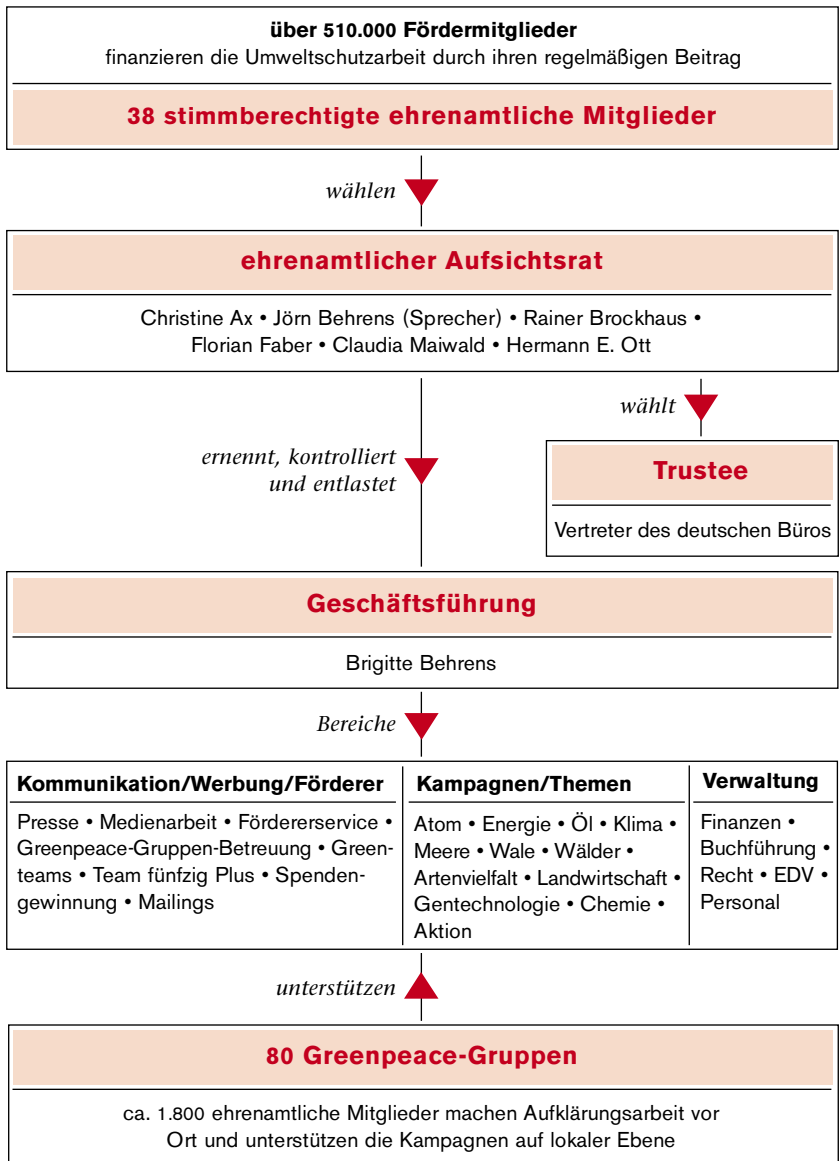 über 510.000 Fördermitglieder
finanzieren die Umweltschutzarbeit durch ihren regelmäßigen Beitrag
38 stimmberechtigte ehrenamtliche Mitglieder
wählen
ehrenamtlicher Aufsichtsrat
Christine Ax • Jörn Behrens (Sprecher) • Rainer Brockhaus •
Florian Faber • Claudia Maiwald • Hermann E. Ott
wählt
ernennt, kontrolliert
und entlastet
Trustee
Vertreter des deutschen Büros
Geschäftsführung
Brigitte Behrens
Bereiche
Kommunikation/Werbung/Förderer
Presse • Medienarbeit • Fördererservice •
Greenpeace-Gruppen-Betreuung • Green-
teams • Team fünfzig Plus • Spenden-
gewinnung • Mailings
Kampagnen/Themen
Atom • Energie • Öl • Klima •
Meere • Wale • Wälder •
Artenvielfalt • Landwirtschaft •
Gentechnologie • Chemie •
Aktion
Verwaltung
Finanzen •
Buchführung •
Recht • EDV •
Personal
unterstützen
80 Greenpeace-Gruppen
ca. 1.800 ehrenamtliche Mitglieder machen Aufklärungsarbeit vor
Ort und unterstützen die Kampagnen auf lokaler Ebene